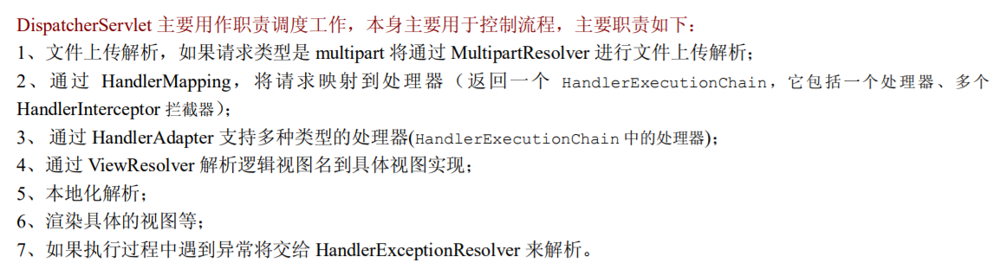 DispatcherServlet 主要用作职责调度工作，本身主要用于控制流程，主要职责如下：
1、文件上传解析，如果请求类型是 multipart 将通过 MultipartResolver 进行文件上传解析；
2、通过 HandlerMapping，将请求映射到处理器（返回一个 HandlerExecutionChain，它包括一个处理器、多个
HandlerInterceptor 拦截器）；
3、 通过 HandlerAdapter 支持多种类型的处理器(HandlerExecutionChain 中的处理器)；
4、通过 ViewResolver 解析逻辑视图名到具体视图实现；
5、本地化解析；
6、渲染具体的视图等；
7、如果执行过程中遇到异常将交给 HandlerExceptionResolver 来解析。